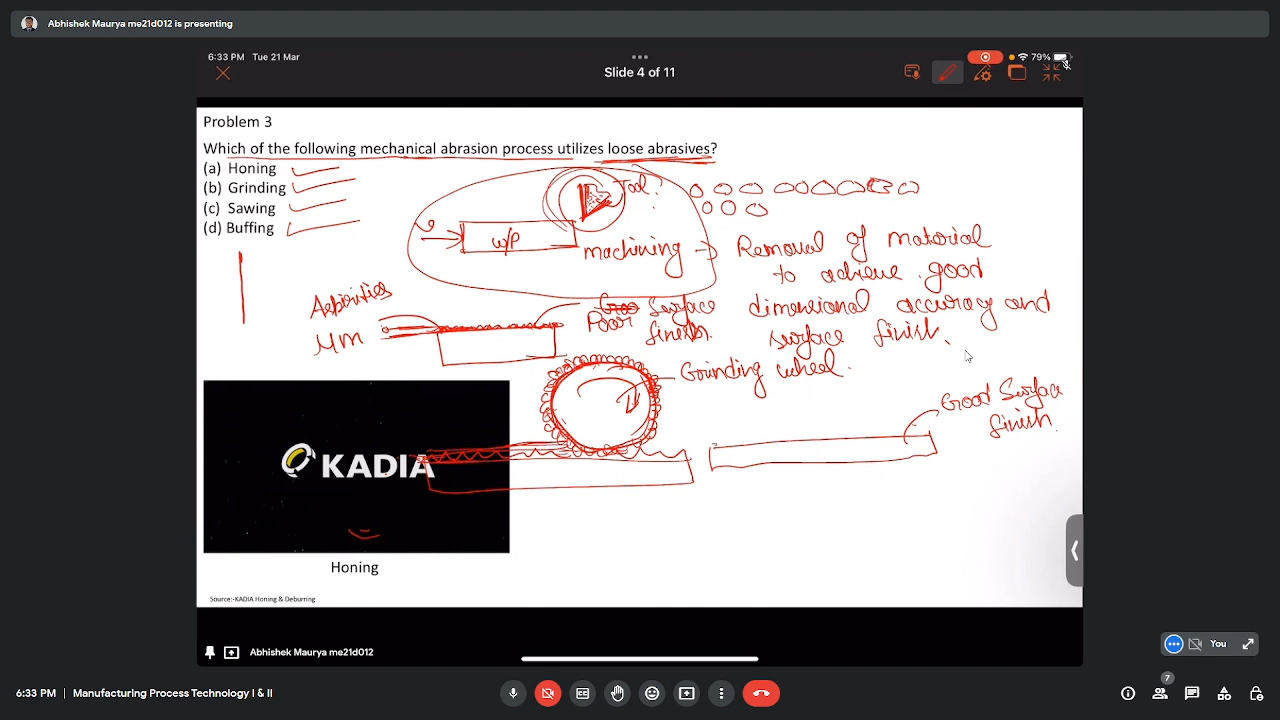 Abhishek Maurya me21d012 is presenting
6:33 PM Tue 21 Mar
79%
Slide 4 of 11
Problem 3
Which of the following mechanical abrasion process utilizes loose abrasives?
(a) Honing
(b) Grinding
(c) Sawing
(d) Buffing
Tool?
w/P
machining → Removal of material
to achieve good
dimensional accuracy and
surface finish.
Surface
finish.
Poor
μm
Grinding wheel.
Good Surface
finish.
KADIA
Honing
Source:-KADIA Honing & Deburring
Abhishek Maurya me21d012
You
6:33 PM | Manufacturing Process Technology I & II
7